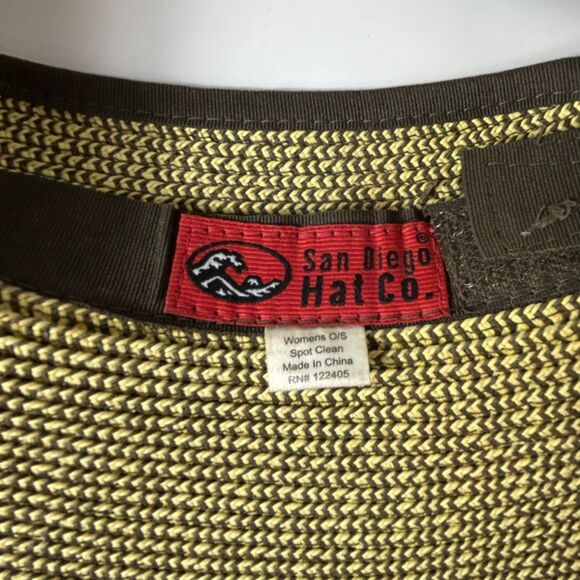 San Diego®
Hat Co.
Womens O/S
Spot Clean
Made In China
RN# 122405